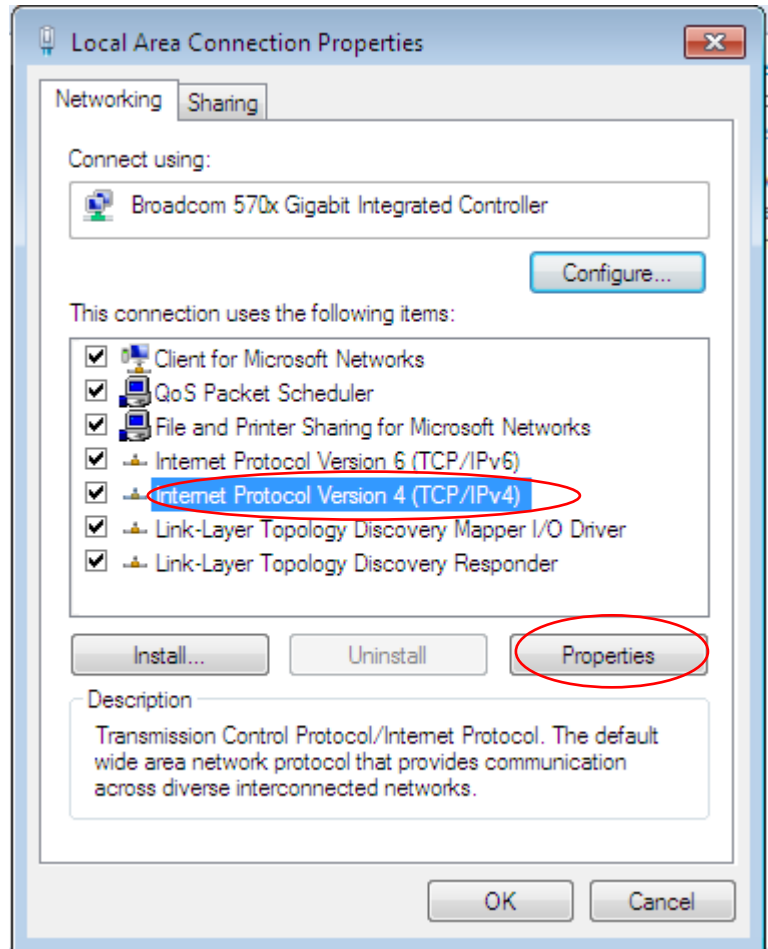 Local Area Connection Properties
Networking
Sharing
Connect using:
Broadcom 570x Gigabit Integrated Controller
Configure...
This connection uses the following items:
Client for Microsoft Networks
QoS Packet Scheduler
File and Printer Sharing for Microsoft Networks
Internet Protocol Version 6 (TCP/IPv6)
Internet Protocol Version 4 (TCP/IPv4)
Link-Layer Topology Discovery Mapper I/O Driver
Link-Layer Topology Discovery Responder
Install...
Uninstall
Properties
Description
Transmission Control Protocol/Internet Protocol. The default
wide area network protocol that provides communication
across diverse interconnected networks.
OK
Cancel